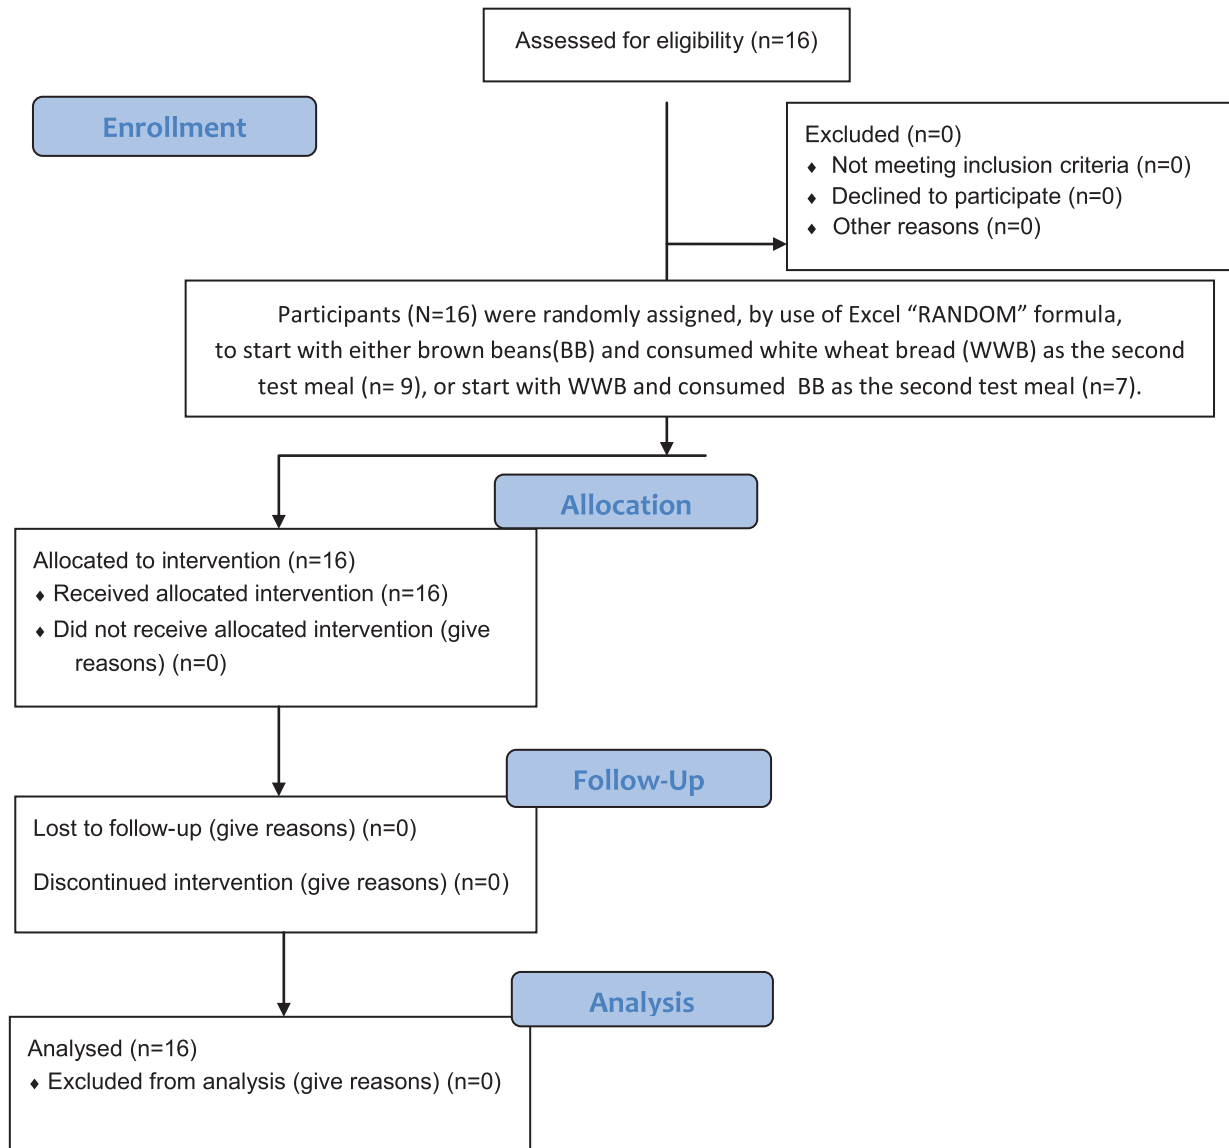 Assessed for eligibility (n=16)
Enrollment
Excluded (n=0)
♦ Not meeting inclusion criteria (n=0)
♦ Declined to participate (n=0)
♦ Other reasons (n=0)
Participants (N=16) were randomly assigned, by use of Excel “RANDOM” formula,
to start with either brown beans(BB) and consumed white wheat bread (WWB) as the second
test meal (n= 9), or start with WWB and consumed BB as the second test meal (n=7).
Allocation
Allocated to intervention (n=16)
♦ Received allocated intervention (n=16)
♦ Did not receive allocated intervention (give
reasons) (n=0)
Follow-Up
Lost to follow-up (give reasons) (n=0)
Discontinued intervention (give reasons) (n=0)
Analysis
Analysed (n=16)
♦ Excluded from analysis (give reasons) (n=0)